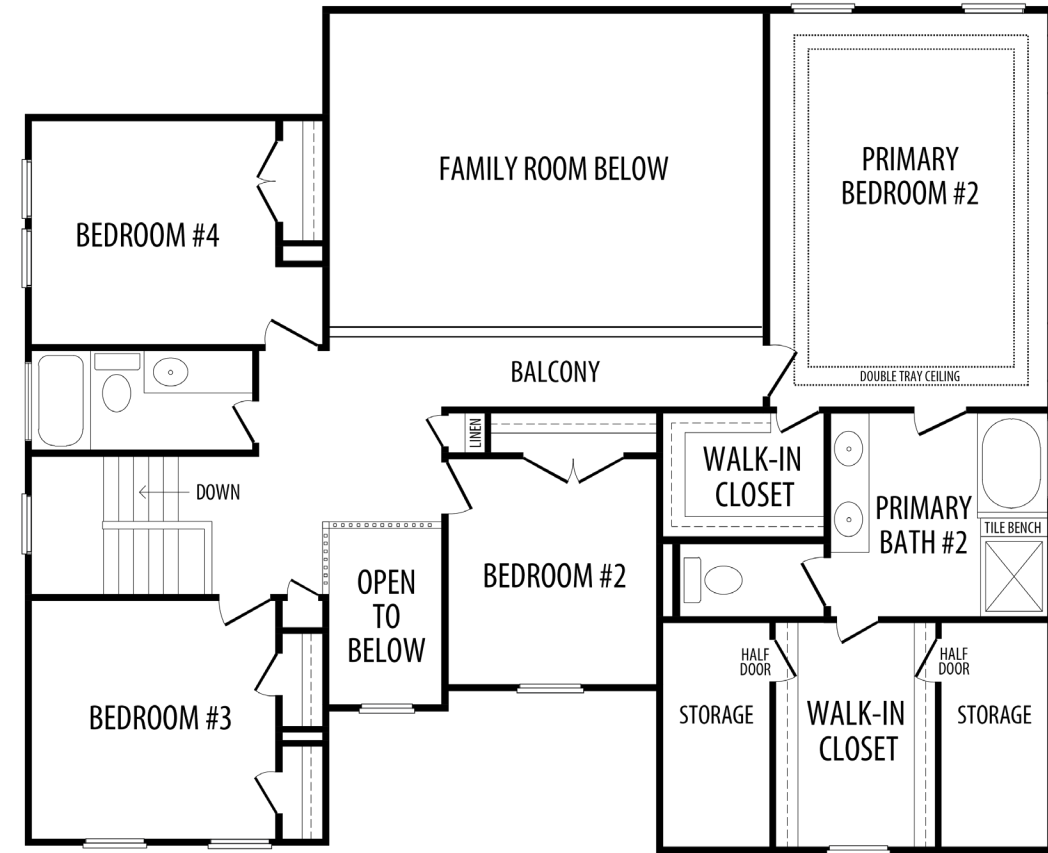 FAMILY ROOM BELOW
PRIMARY
BEDROOM #2
BEDROOM #4
BALCONY
DOUBLE TRAY CEILING
LINEN
WALK-IN
CLOSET
DOWN
PRIMARY
BATH #2
TILE BENCH
OPEN
TO
BELOW
BEDROOM #2
BEDROOM #3
HALF
DOOR
STORAGE
WALK-IN
CLOSET
HALF
DOOR
STORAGE